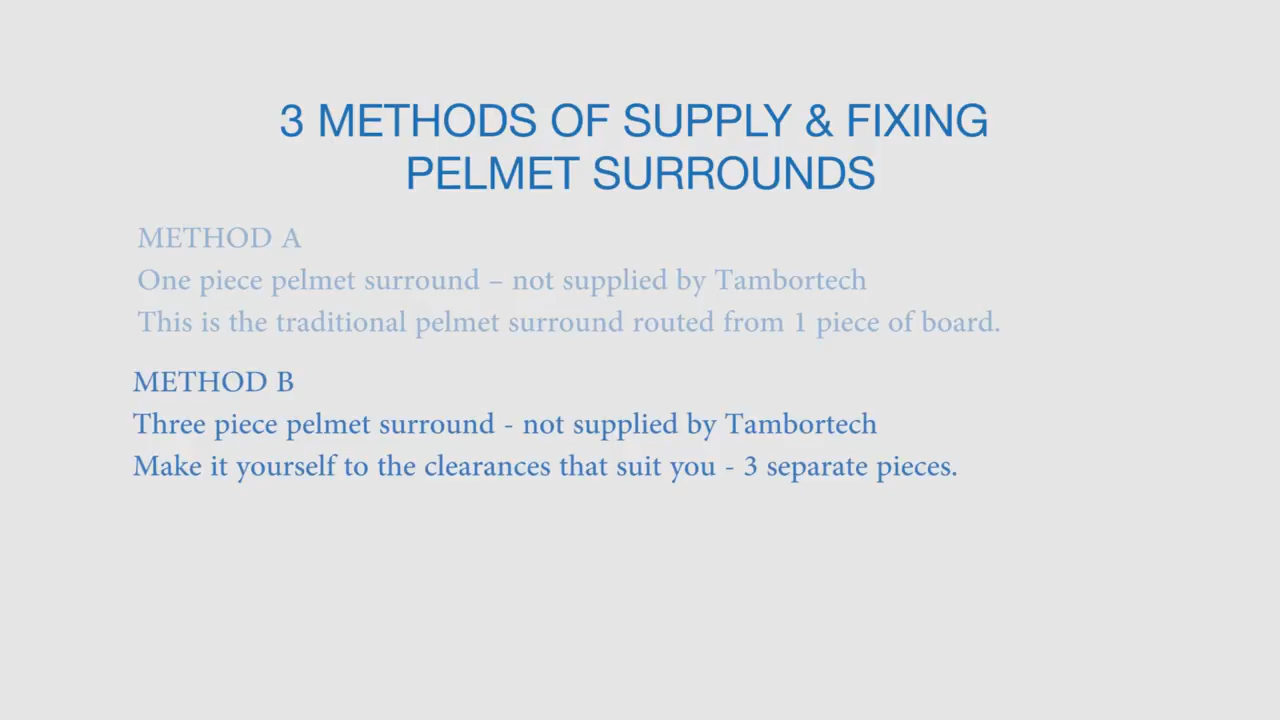 3 METHODS OF SUPPLY & FIXING
PELMET SURROUNDS
METHOD A
One piece pelmet surround – not supplied by Tambortech
This is the traditional pelmet surround routed from 1 piece of board.
METHOD B
Three piece pelmet surround - not supplied by Tambortech
Make it yourself to the clearances that suit you - 3 separate pieces.